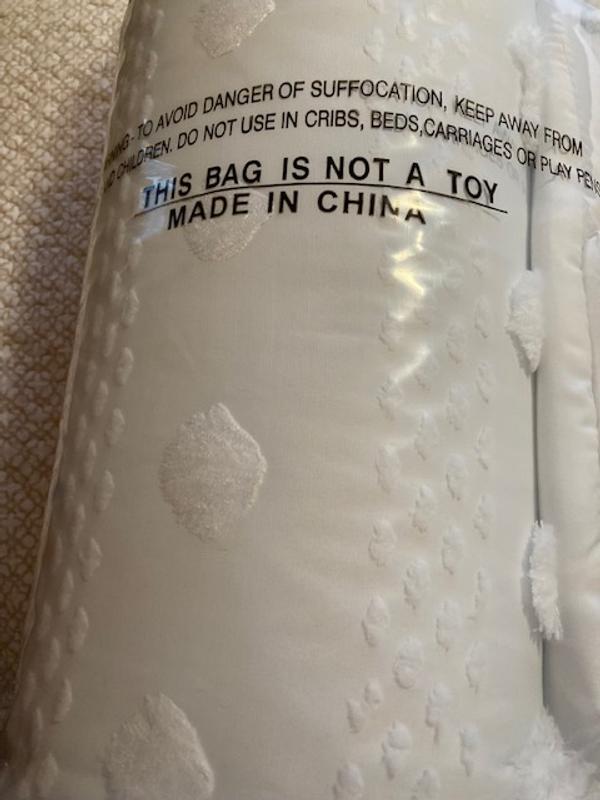 - TO AVOID DANGER OF SUFFOCATION, KEEP AWAY FROM
CHILDREN. DO NOT USE IN CRIBS, BEDS,CARRIAGES OR PLAY PENS
THIS BAG IS NOT A TOY
MADE IN CHINA